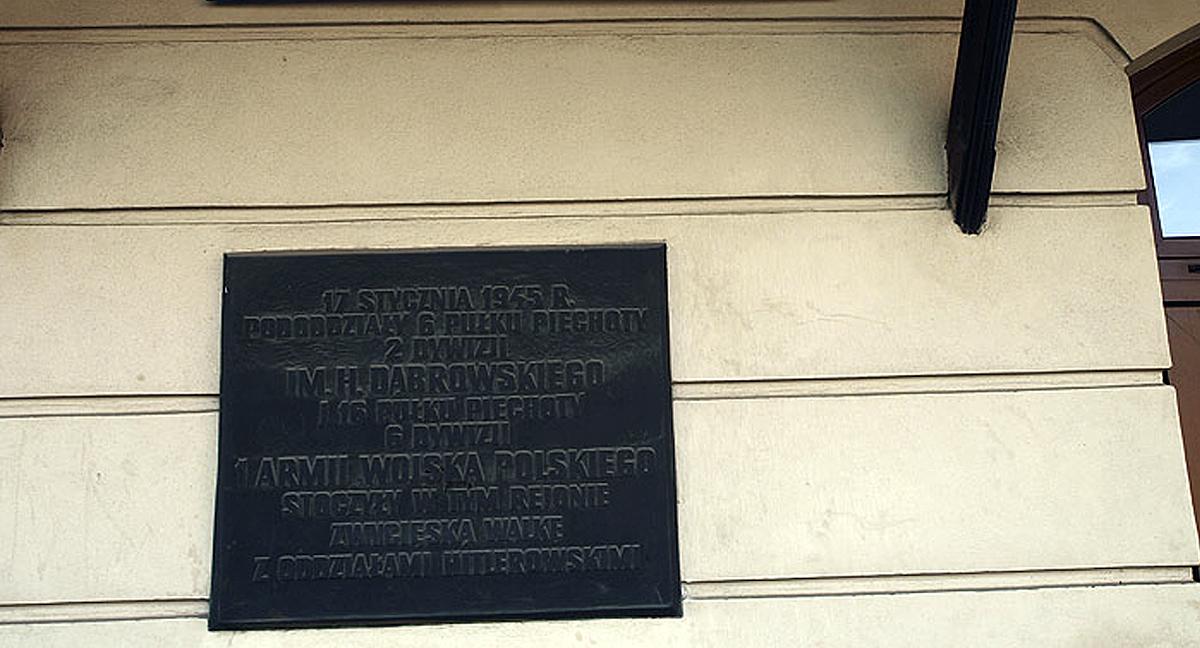 17 STYCZNIA 1945 R.
PODODDZIAŁY 6 PUŁKU PIECHOTY
2 DYWIZJI
IM. H. DĄBROWSKIEGO
I 16 PUŁKU PIECHOTY
6 DYWIZJI
1 ARMII WOJSKA POLSKIEGO
STOCZYŁY W TYM REJONIE
ZWYCIĘSKĄ WALKĘ
Z ODDZIAŁAMI HITLEROWSKIMI